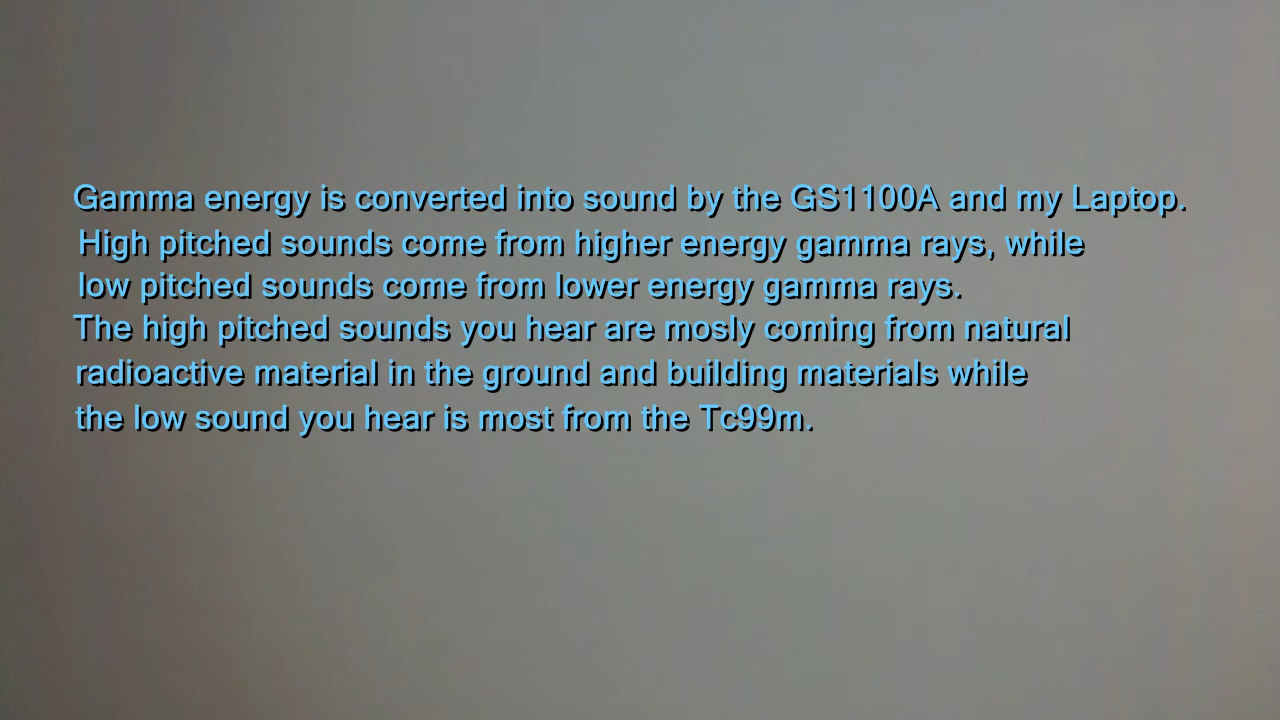 Gamma energy is converted into sound by the GS1100A and my Laptop.
High pitched sounds come from higher energy gamma rays, while
low pitched sounds come from lower energy gamma rays.
The high pitched sounds you hear are mosly coming from natural
radioactive material in the ground and building materials while
the low sound you hear is most from the Tc99m.